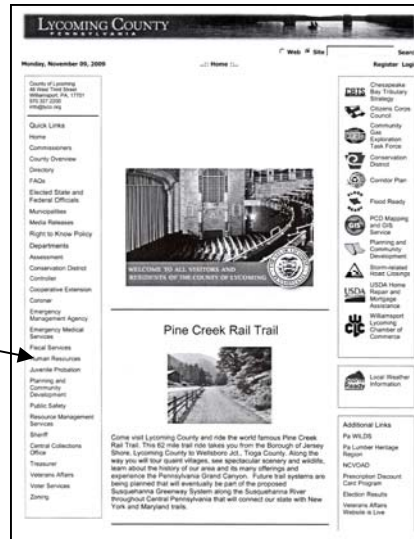 LYCOMING COUNTY
PENNSYLVANIA
Web Site Search
Monday, November 09, 2009
..:: Home ::..
Register Login
County of Lycoming
48 West Third Street
Williamsport, PA, 17701
570.327.2200
Quick Links
Home
Commissioners
County Overview
Directory
FAQs
Elected State and
Federal Officials
Municipalities
Media Releases
Right to Know Policy
Departments
Assessment
Conservation District
Controller
Cooperative Extension
Coroner
Emergency
Management Agency
Emergency Medical
Services
Fiscal Services
Human Resources
Juvenile Probation
Planning and
Community
Development
Public Safety
Resource Management
Services
Sheriff
Central Collections
Office
Treasurer
Veterans Affairs
Voter Services
Zoning
WELCOME TO ALL VISITORS AND
RESIDENTS OF THE COUNTY OF LYCOMING
Pine Creek Rail Trail
Come visit Lycoming County and ride the world famous Pine Creek
Rail Trail. This 62 mile trail ride takes you from the Borough of Jersey
Shore, Lycoming County to Wellsboro Jct., Tioga County. Along the
way you will tour quaint villages, see spectacular scenery and wildlife,
learn about the history of our area and its many offerings and
experience the Pennsylvania Grand Canyon. Future trail systems are
being planned that will eventually be part of the proposed
Susquehanna Greenway System along the Susquehanna River
throughout Central Pennsylvania that will connect our state with New
York and Maryland trails.
Chesapeake
Bay Tributary
Strategy
Citizens Corps
Council
Community
Gas
Exploration
Task Force
Conservation
District
Corridor Plan
Flood Ready
GIS
PCD Mapping
and GIS
Service
Planning and
Community
Development
Storm-related
Road Closings
USDA
USDA Home
Repair and
Mortgage
Assistance
Williamsport
Lycoming
Chamber of
Commerce
Ready
Local Weather
Information
Additional Links
Pa WILDS
Pa Lumber Heritage
Region
NCVOAD
Prescription Discount
Card Program
Election Results
Veterans Affairs
Website is Live